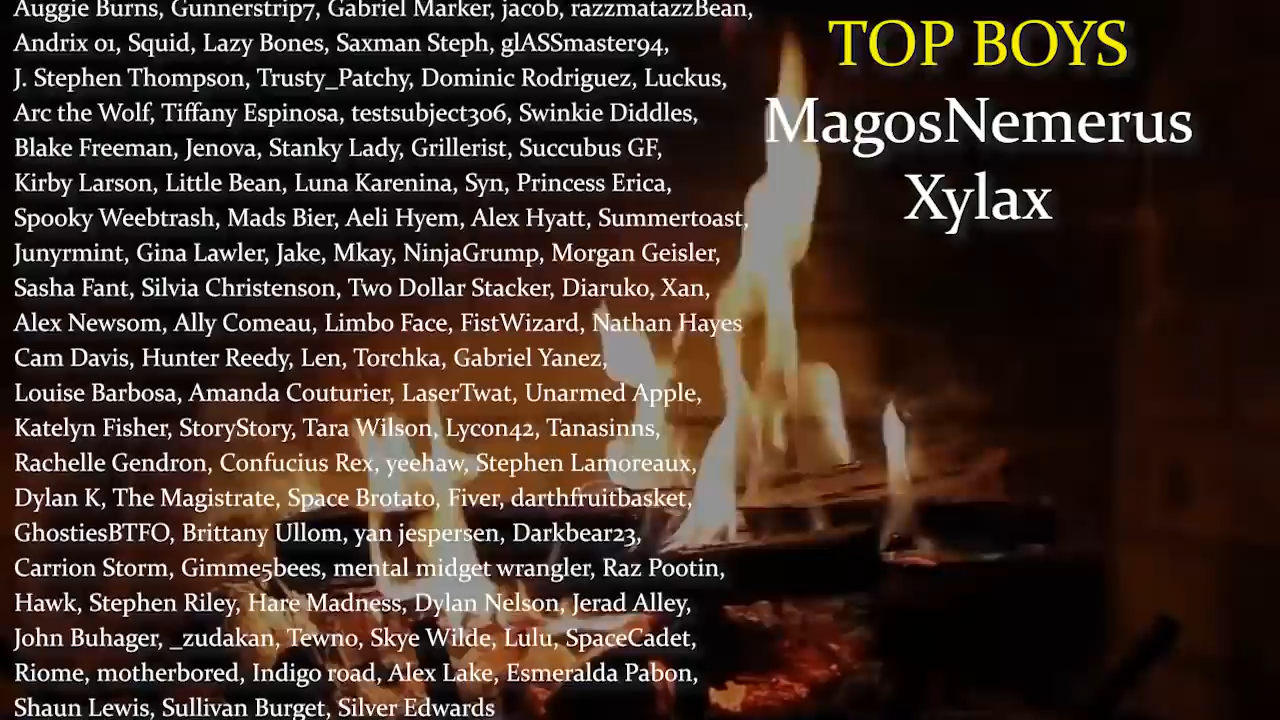 Auggie Burns, Gunnerstrip7, Gabriel Marker, jacob, razzmatazzBean,
Andrix 01, Squid, Lazy Bones, Saxman Steph, glASSmaster94,
J. Stephen Thompson, Trusty_Patchy, Dominic Rodriguez, Luckus,
Arc the Wolf, Tiffany Espinosa, testsubject306, Swinkie Diddles,
Blake Freeman, Jenova, Stanky Lady, Grillerist, Succubus GF,
Kirby Larson, Little Bean, Luna Karenina, Syn, Princess Erica,
Spooky Weebtrash, Mads Bier, Aeli Hyem, Alex Hyatt, Summertoast,
Junyrmint, Gina Lawler, Jake, Mkay, NinjaGrump, Morgan Geisler,
Sasha Fant, Silvia Christenson, Two Dollar Stacker, Diaruko, Xan,
Alex Newsom, Ally Comeau, Limbo Face, FistWizard, Nathan Hayes
Cam Davis, Hunter Reedy, Len, Torchka, Gabriel Yanez,
Louise Barbosa, Amanda Couturier, LaserTwat, Unarmed Apple,
Katelyn Fisher, StoryStory, Tara Wilson, Lycon42, Tanasinns,
Rachelle Gendron, Confucius Rex, yeehaw, Stephen Lamoreaux,
Dylan K, The Magistrate, Space Brotato, Fiver, darthfruitbasket,
GhostiesBTFO, Brittany Ullom, yan jespersen, Darkbear23,
Carrion Storm, Gimme5bees, mental midget wrangler, Raz Pootin,
Hawk, Stephen Riley, Hare Madness, Dylan Nelson, Jerad Alley,
John Buhager, _zudakan, Tewno, Skye Wilde, Lulu, SpaceCadet,
Riome, motherbored, Indigo road, Alex Lake, Esmeralda Pabon,
Shaun Lewis, Sullivan Burget, Silver Edwards
TOP BOYS
MagosNemerus
Xylax